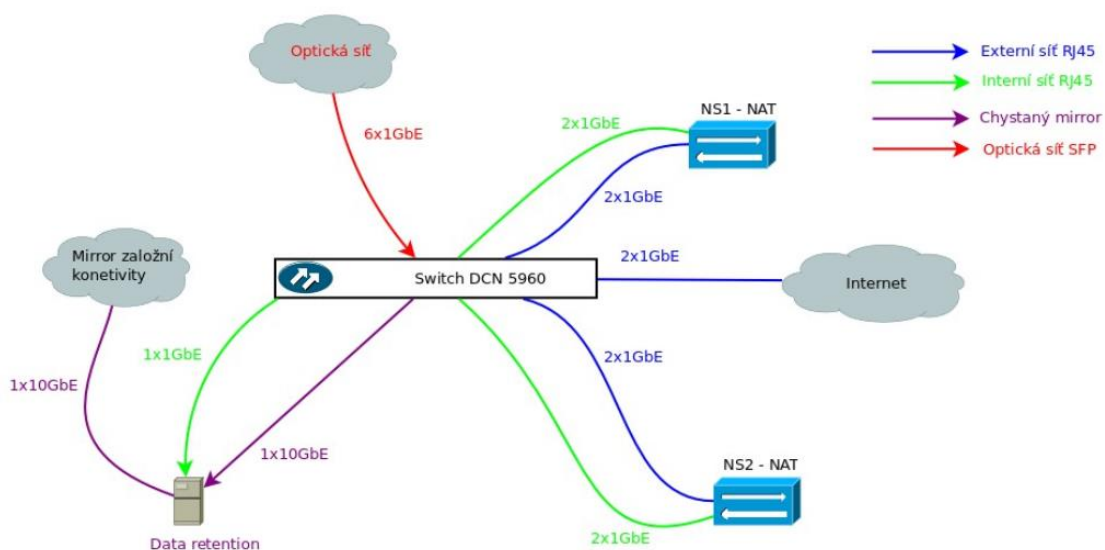 Optická síť
Externí síť RJ45
Interní síť RJ45
Chystaný mirror
Optická síť SFP
6x1GbE
2x1GbE
NS1 - NAT
2x1GbE
Mirror založní
konetivity
Switch DCN 5960
2x1GbE
Internet
1x1GbE
2x1GbE
1x10GbE
1x10GbE
NS2 - NAT
2x1GbE
Data retention